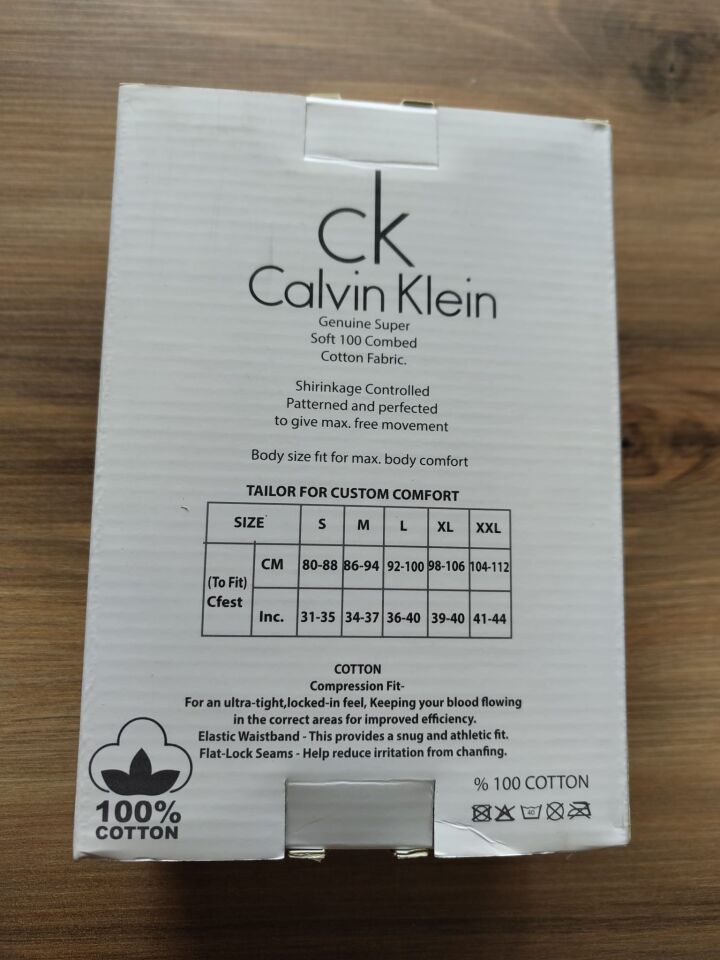 ck
Calvin Klein
Genuine Super
Soft 100 Combed
Cotton Fabric.
Shirinkage Controlled
Patterned and perfected
to give max. free movement
Body size fit for max. body comfort
TAILOR FOR CUSTOM COMFORT
SIZE S M L XL XXL
(To Fit) Cfest CM 80-88 86-94 92-100 98-106 104-112
Inc. 31-35 34-37 36-40 39-40 41-44
COTTON
Compression Fit-
For an ultra-tight,locked-in feel, Keeping your blood flowing
in the correct areas for improved efficiency.
Elastic Waistband - This provides a snug and athletic fit.
Flat-Lock Seams - Help reduce irritation from chanfing.
100%
COTTON
% 100 COTTON
40